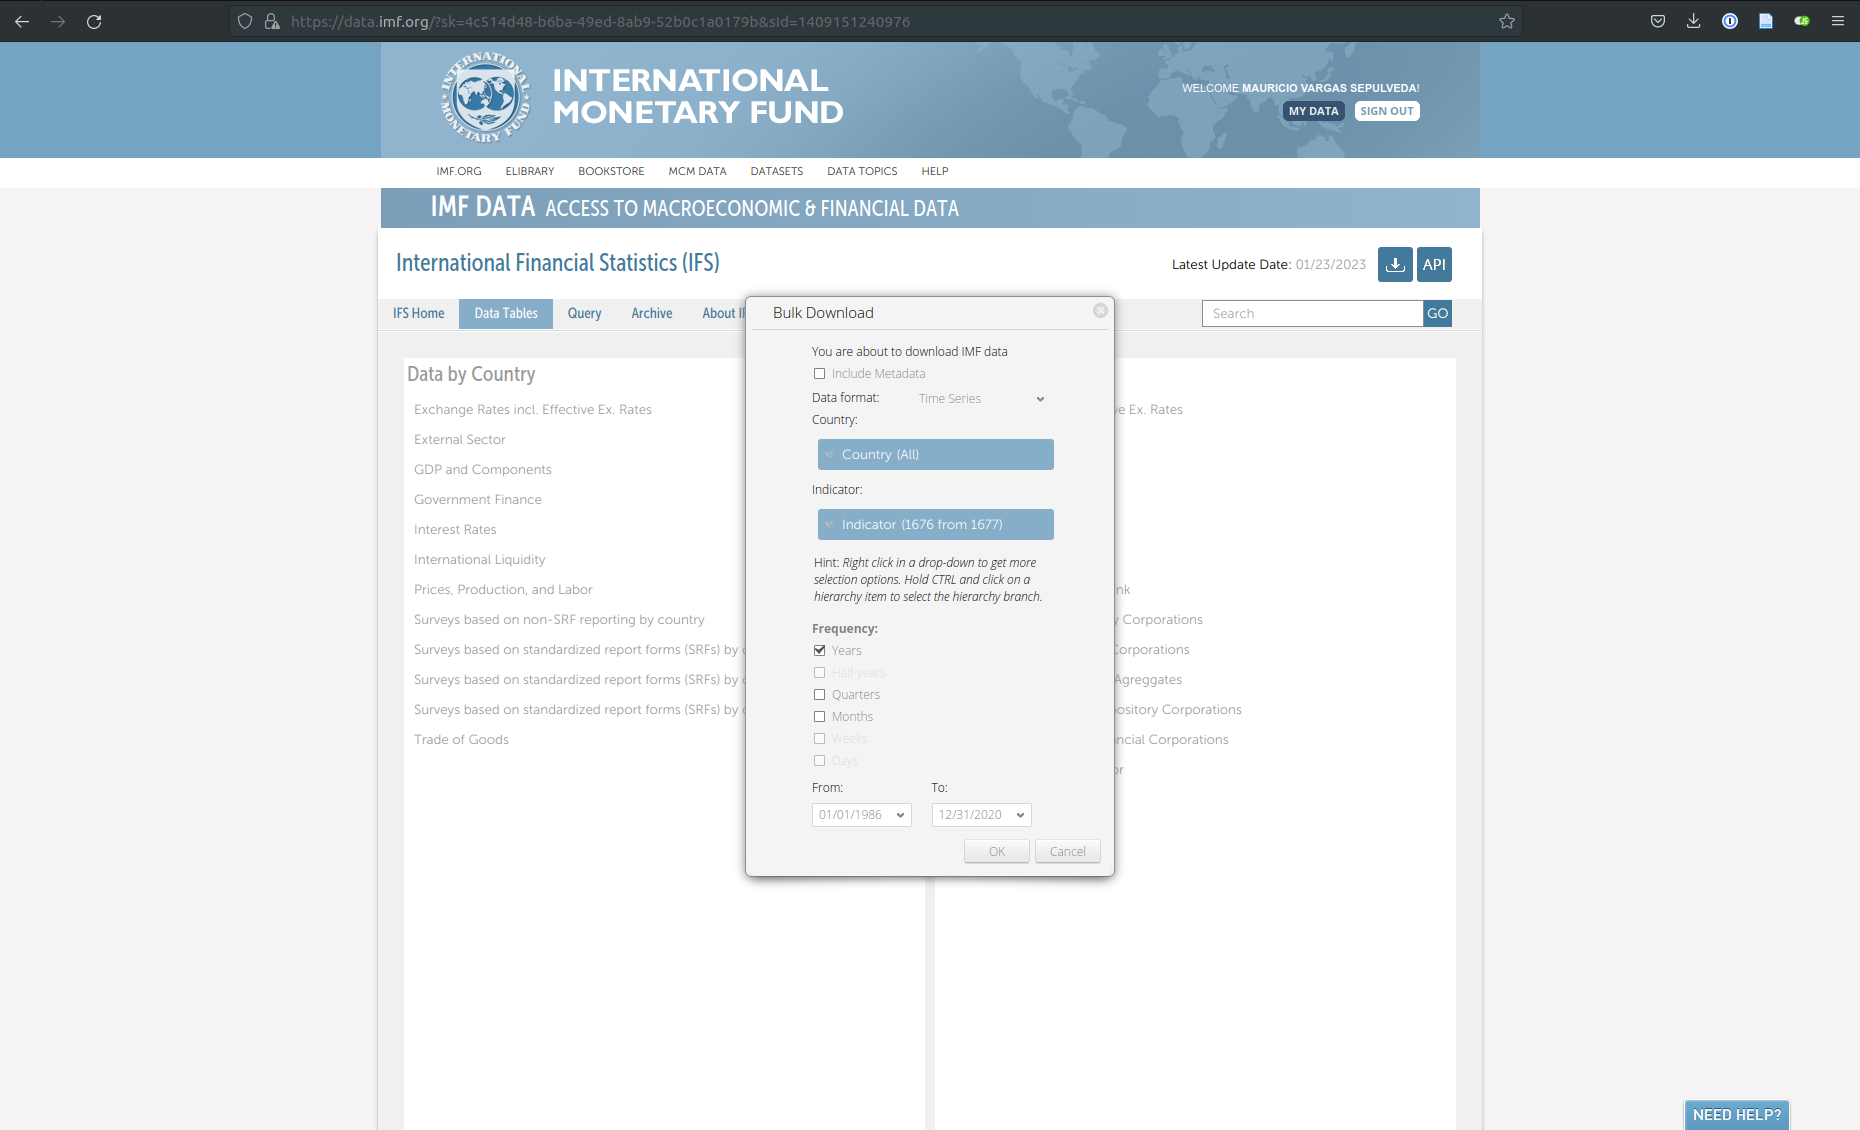 https://data.imf.org/?sk=4c514d48-b6ba-49ed-8ab9-52b0c1a0179b&sId=1409151240976
INTERNATIONAL MONETARY FUND
INTERNATIONAL
MONETARY FUND
WELCOME MAURICIO VARGAS SEPULVEDA!
MY DATA SIGN OUT
IMF.ORG ELIBRARY BOOKSTORE MCM DATA DATASETS DATA TOPICS HELP
IMF DATA ACCESS TO MACROECONOMIC & FINANCIAL DATA
International Financial Statistics (IFS)
Latest Update Date: 01/23/2023 API
IFS Home Data Tables Query Archive About IF
Search GO
Bulk Download
You are about to download IMF data
Include Metadata
Data format: Time Series
Country:
Country (All)
Indicator:
Indicator (1676 from 1677)
Hint: Right click in a drop-down to get more
selection options. Hold CTRL and click on a
hierarchy item to select the hierarchy branch.
Frequency:
Years
Half-years
Quarters
Months
Weeks
Days
From: To:
01/01/1986 12/31/2020
OK Cancel
Data by Country
Exchange Rates incl. Effective Ex. Rates
External Sector
GDP and Components
Government Finance
Interest Rates
International Liquidity
Prices, Production, and Labor
Surveys based on non-SRF reporting by country
Surveys based on standardized report forms (SRFs) by
Surveys based on standardized report forms (SRFs) by
Surveys based on standardized report forms (SRFs) by
Trade of Goods
e Ex. Rates
nk
Corporations
Corporations
Agreggates
ository Corporations
ncial Corporations
or
NEED HELP?